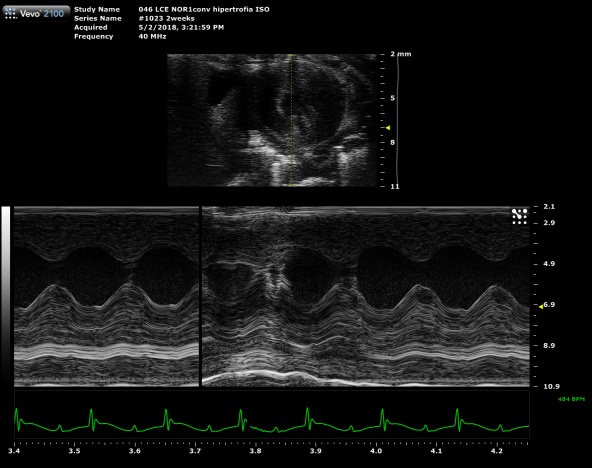 Vevo 2100
Study Name 046 LCE NOR1conv hipertrofia ISO
Series Name #1023 2weeks
Acquired 5/2/2018, 3:21:59 PM
Frequency 40 MHz
2 mm
5
8
11
2.1
2.9
4.9
6.9
8.9
10.9
484 BPM
3.4 3.5 3.6 3.7 3.8 3.9 4.0 4.1 4.2